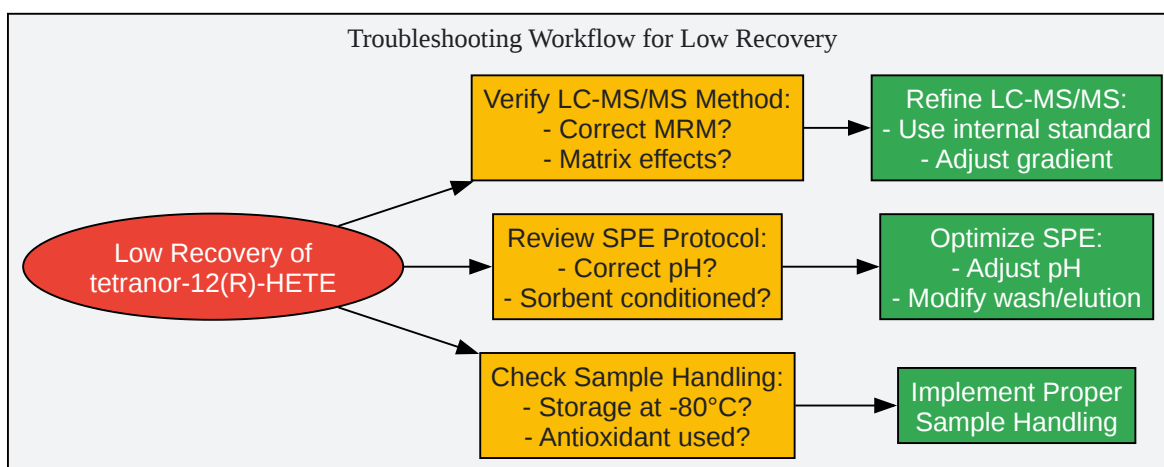 Troubleshooting Workflow for Low Recovery
Low Recovery of
tetranor-12(R)-HETE
Verify LC-MS/MS Method:
- Correct MRM?
- Matrix effects?
Refine LC-MS/MS:
- Use internal standard
- Adjust gradient
Review SPE Protocol:
- Correct pH?
- Sorbent conditioned?
Optimize SPE:
- Adjust pH
- Modify wash/elution
Check Sample Handling:
- Storage at -80°C?
- Antioxidant used?
Implement Proper
Sample Handling